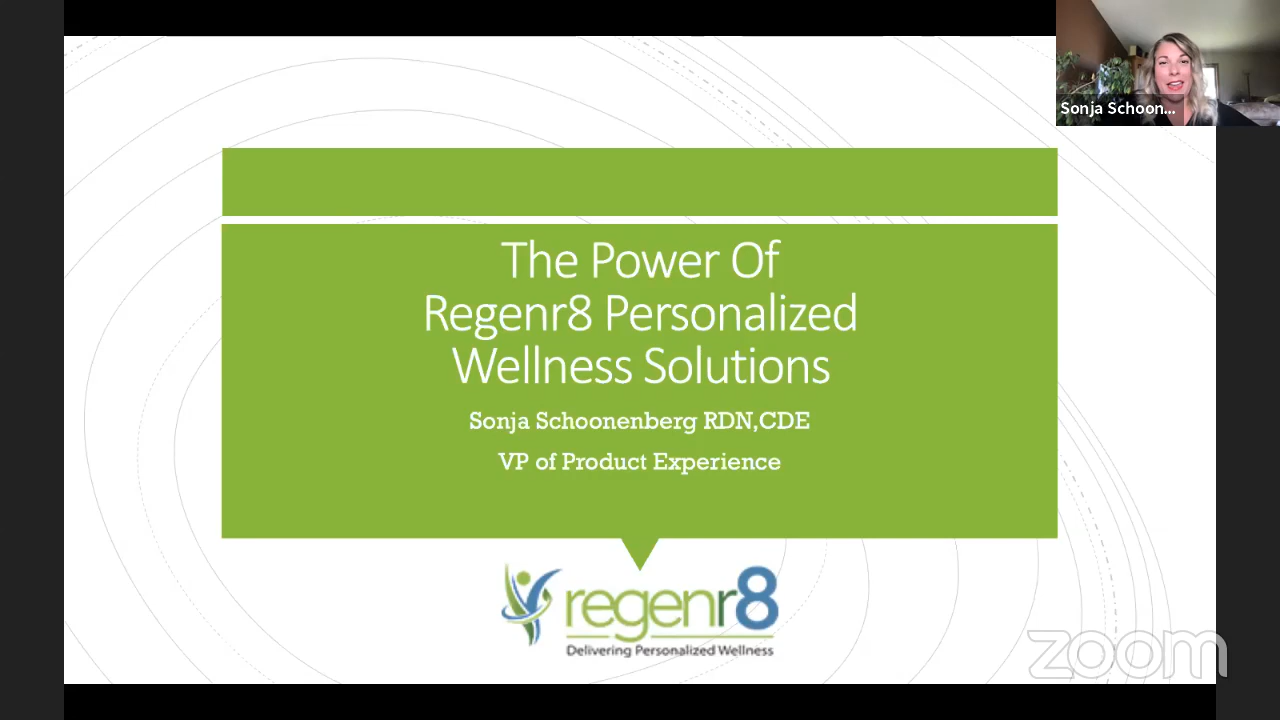 Sonja Schoon...
The Power Of
Regenr8 Personalized
Wellness Solutions
Sonja Schoonenberg RDN,CDE
VP of Product Experience
regenr8
Delivering Personalized Wellness
zoom